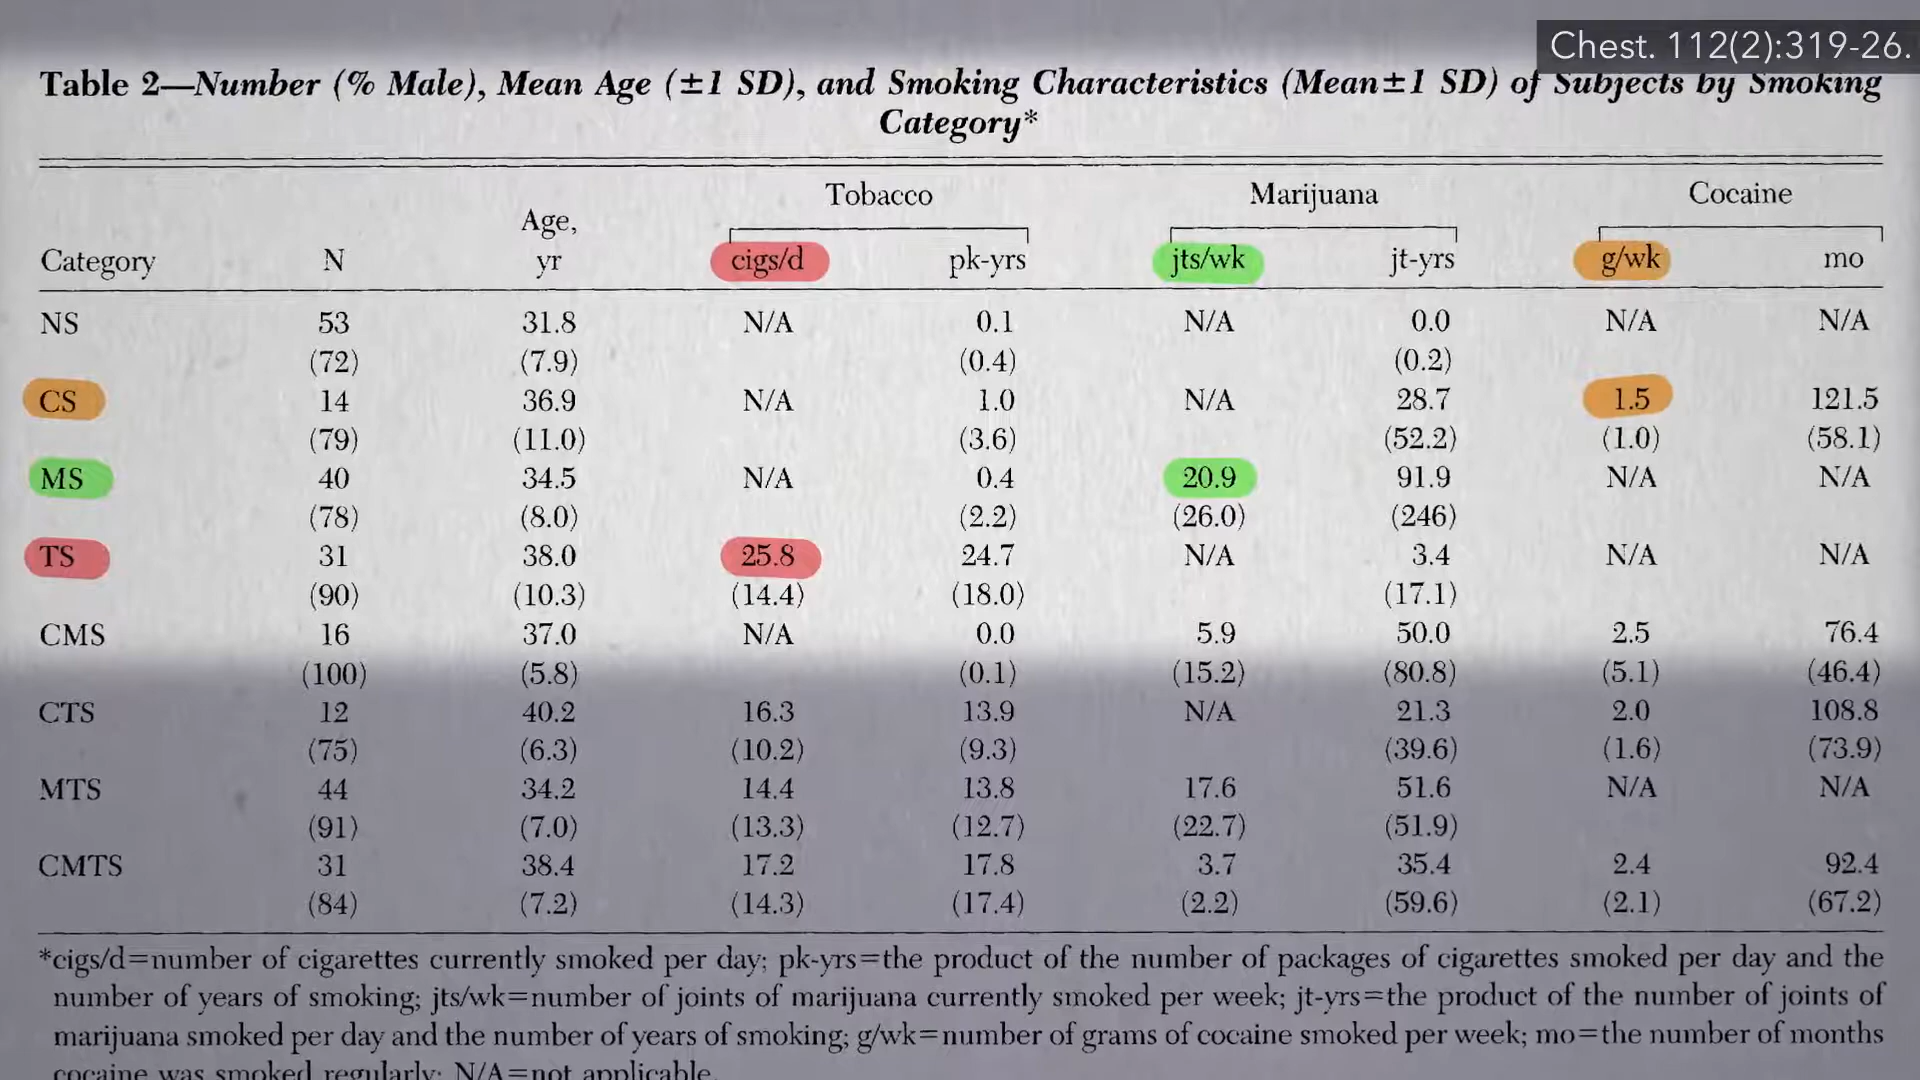 Chest. 112(2):319-26.
Table 2—Number (% Male), Mean Age (±1 SD), and Smoking Characteristics (Mean±1 SD) of Subjects by Smoking
Category*
Tobacco Marijuana Cocaine
Age,
Category N yr cigs/d pk-yrs jts/wk jt-yrs g/wk mo
NS 53 31.8 N/A 0.1 N/A 0.0 N/A N/A
(72) (7.9) (0.4) (0.2)
CS 14 36.9 N/A 1.0 N/A 28.7 1.5 121.5
(79) (11.0) (3.6) (52.2) (1.0) (58.1)
MS 40 34.5 N/A 0.4 20.9 91.9 N/A N/A
(78) (8.0) (2.2) (26.0) (246)
TS 31 38.0 25.8 24.7 N/A 3.4 N/A N/A
(90) (10.3) (14.4) (18.0) (17.1)
CMS 16 37.0 N/A 0.0 5.9 50.0 2.5 76.4
(100) (5.8) (0.1) (15.2) (80.8) (5.1) (46.4)
CTS 12 40.2 16.3 13.9 N/A 21.3 2.0 108.8
(75) (6.3) (10.2) (9.3) (39.6) (1.6) (73.9)
MTS 44 34.2 14.4 13.8 17.6 51.6 N/A N/A
(91) (7.0) (13.3) (12.7) (22.7) (51.9)
CMTS 31 38.4 17.2 17.8 3.7 35.4 2.4 92.4
(84) (7.2) (14.3) (17.4) (2.2) (59.6) (2.1) (67.2)
*cigs/d=number of cigarettes currently smoked per day; pk-yrs=the product of the number of packages of cigarettes smoked per day and the
number of years of smoking; jts/wk=number of joints of marijuana currently smoked per week; jt-yrs=the product of the number of joints of
marijuana smoked per day and the number of years of smoking; g/wk=number of grams of cocaine smoked per week; mo=the number of months
cocaine was smoked regularly; N/A=not applicable.